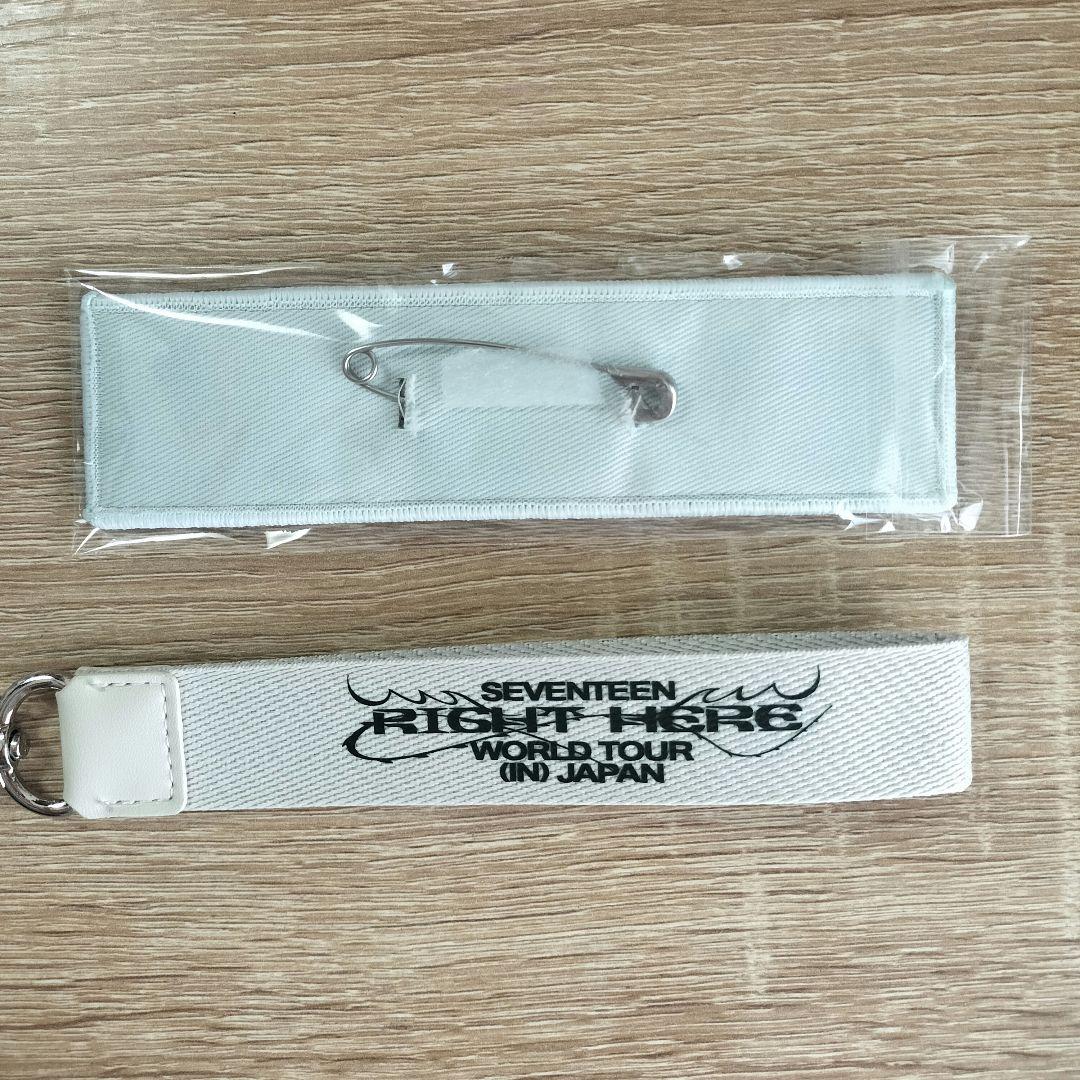 SEVENTEEN
RIGHT HERE
WORLD TOUR
(IN) JAPAN